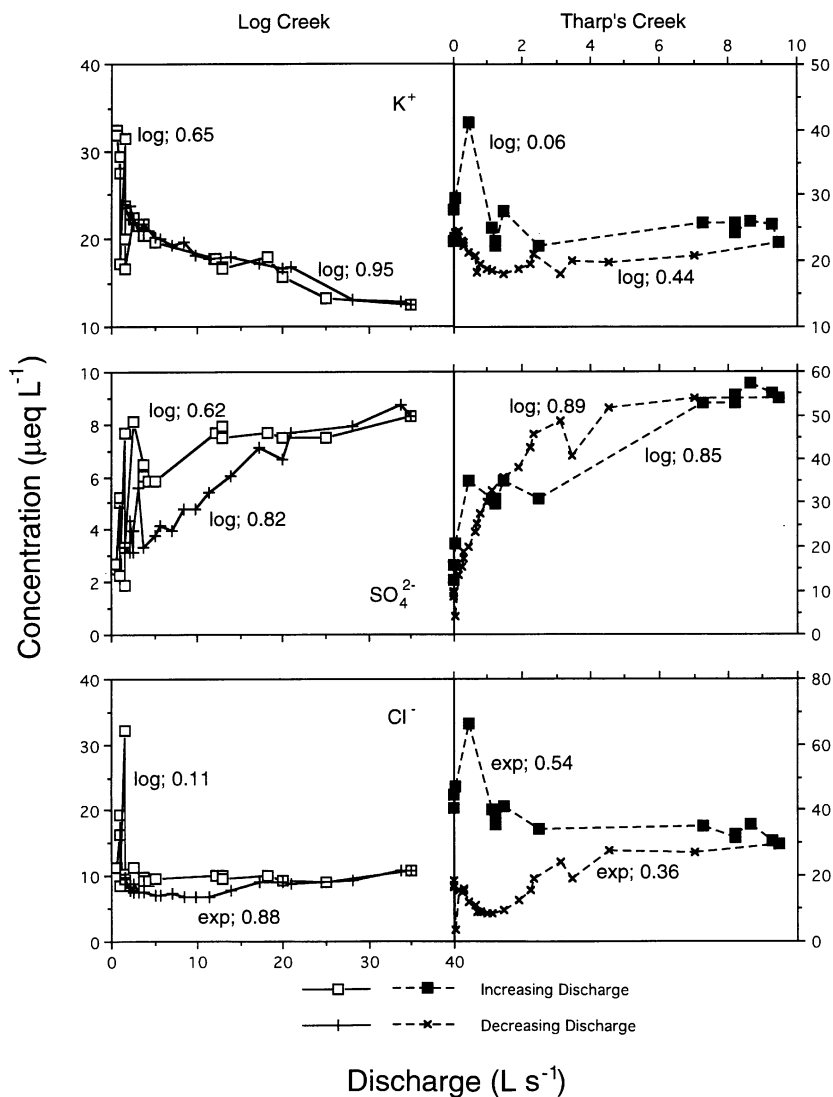 Log Creek
Tharp's Creek
0 2 4 6 8 10
40
30
20
10
K+
log; 0.65
log; 0.95
50
40
30
20
10
log; 0.06
log; 0.44
Concentration (µeq L-1)
10
8
6
4
2
0
log; 0.62
log; 0.82
SO4 2-
60
50
40
30
20
10
0
log; 0.89
log; 0.85
40
30
20
10
0
Cl-
log; 0.11
exp; 0.88
80
60
40
20
0
exp; 0.54
exp; 0.36
0 10 20 30 40
Increasing Discharge
Decreasing Discharge
Discharge (L s-1)